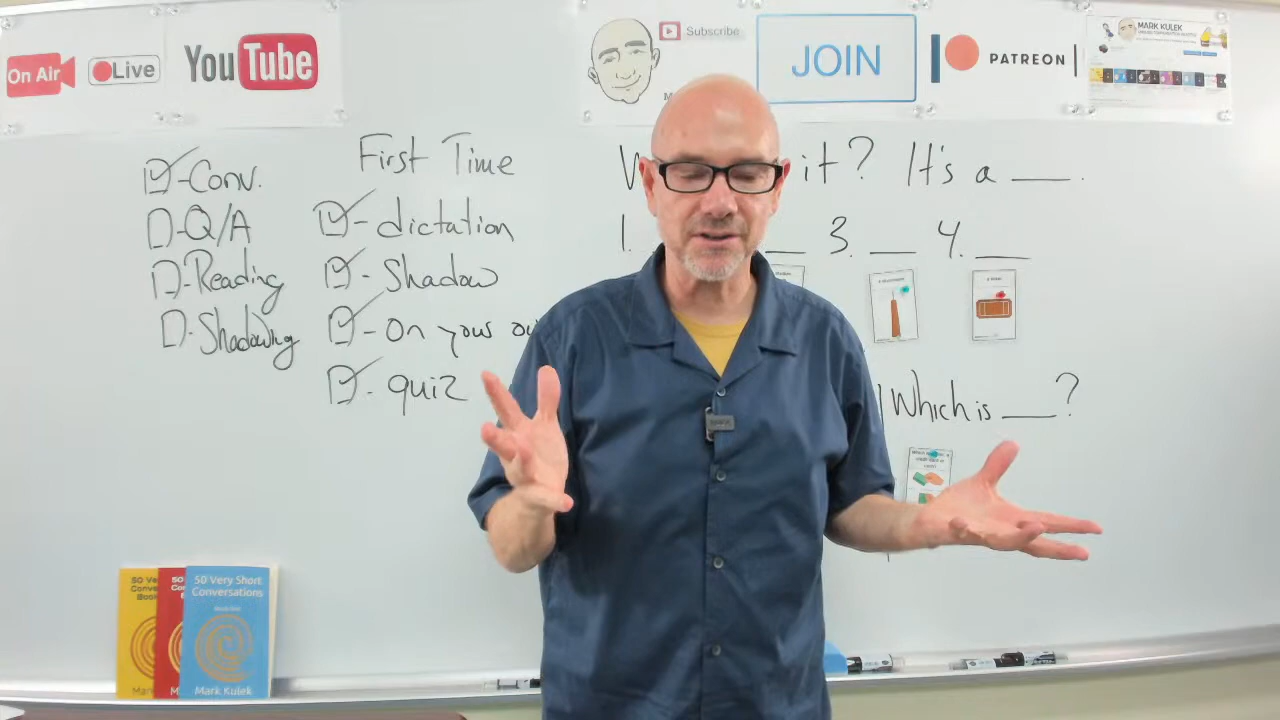 On Air
Live
YouTube
Subscribe
JOIN
PATREON
MARK KULEK
Conv.
Q/A
Reading
Shadowing
First Time
dictation
Shadow
On your
quiz
it? It's a ___.
1.
3. ___ 4. ___
Which is ___?
50 Very Short
Conversations
Mark Kulek